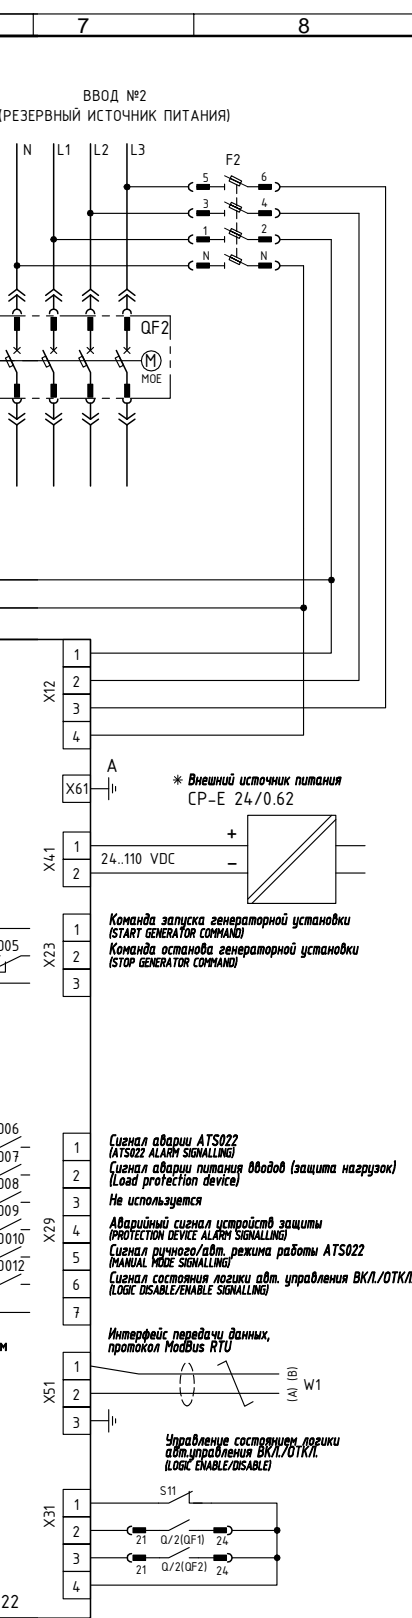 7 8
ВВОД №2
(РЕЗЕРВНЫЙ ИСТОЧНИК ПИТАНИЯ)
N L1 L2 L3
F2
5 6
3 4
1 2
N N
QF2
M
MOE
X12
1
2
3
4
A
X61
* Внешний источник питания
CP-E 24/0.62
X41
1
2
+
24..110 VDC
–
X23
1
2
3
Команда запуска генераторной установки
(START GENERATOR COMMAND)
Команда останова генераторной установки
(STOP GENERATOR COMMAND)
005
006
007
008
009
0010
0012
X29
1
2
3
4
5
6
7
Сигнал аварии ATS022
(ATS022 ALARM SIGNALLING)
Сигнал аварии питания вводов (защита нагрузок)
(Load protection device)
Не используется
Аварийный сигнал устройств защиты
(PROTECTION DEVICE ALARM SIGNALLING)
Сигнал ручного/авт. режима работы ATS022
(MANUAL MODE SIGNALLING)
Сигнал состояния логики авт. управления ВКЛ./ОТКЛ.
(LOGIC DISABLE/ENABLE SIGNALLING)
м
Интерфейс передачи данных,
протокол ModBus RTU
X51
1
2
3
(A) (B)
W1
Управление состоянием логики
авт.управления ВКЛ./ОТКЛ.
(LOGIC ENABLE/DISABLE)
X31
1
2
3
4
S11
21 Q/2(QF1) 24
21 Q/2(QF2) 24
22